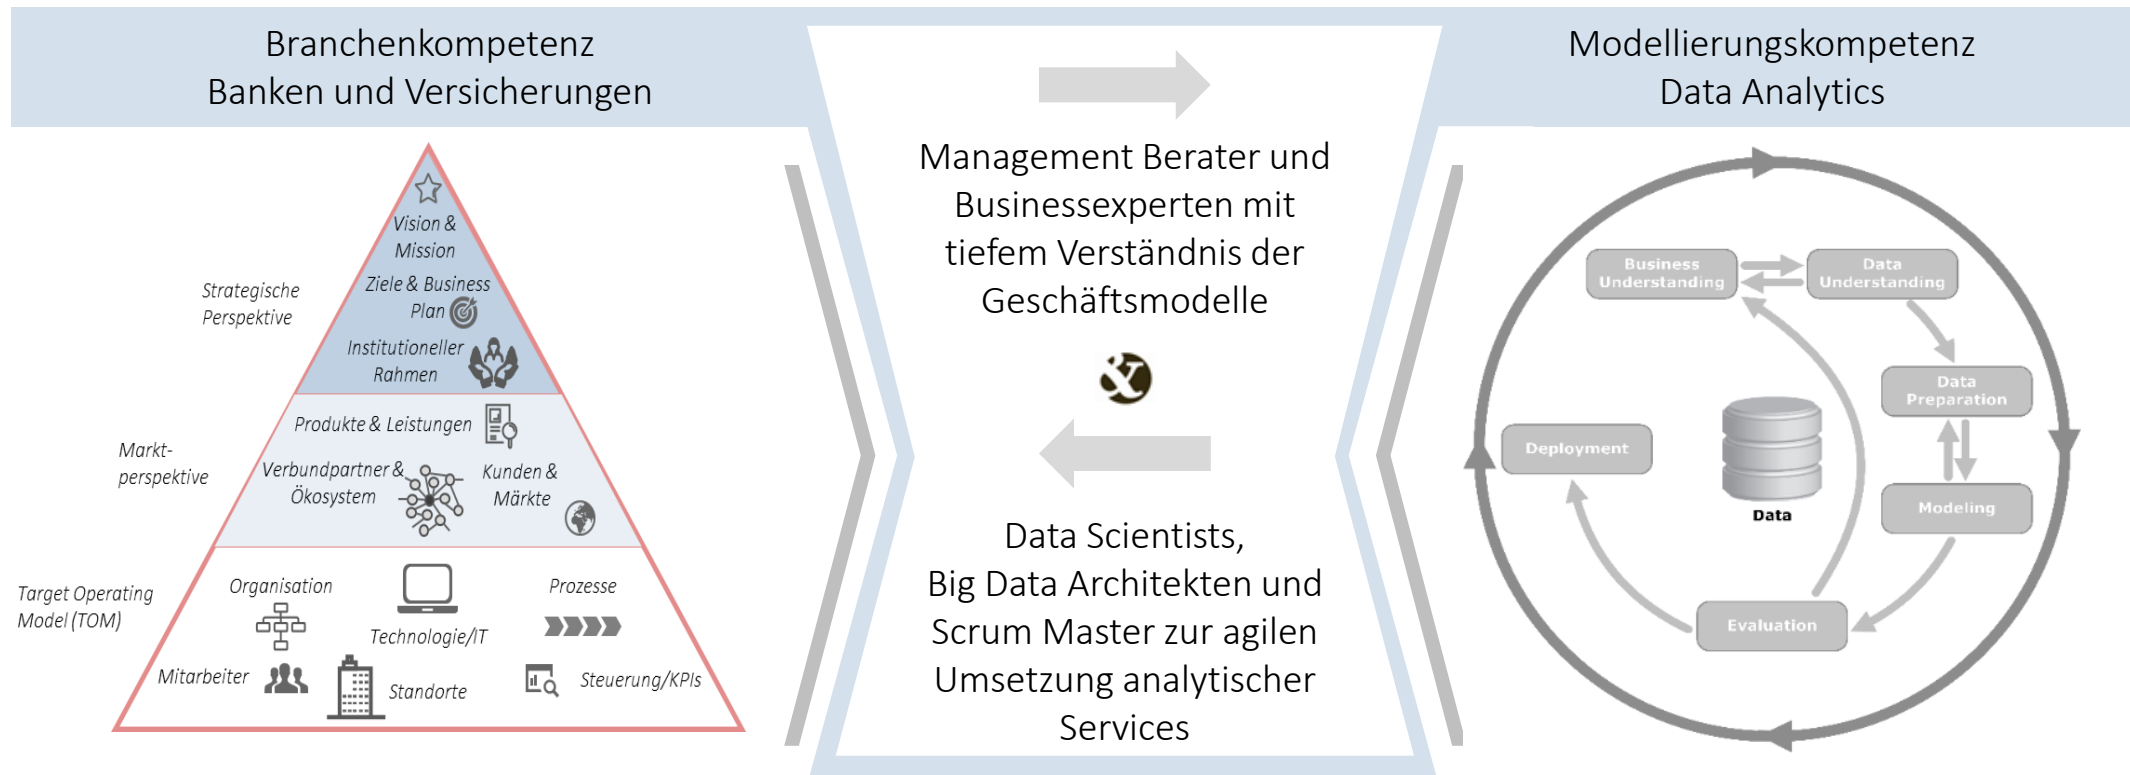 Branchenkompetenz
Banken und Versicherungen
Vision &
Mission
Ziele & Business
Plan
Institutioneller
Rahmen
Strategische
Perspektive
Produkte & Leistungen
Verbundpartner &
Ökosystem
Kunden &
Märkte
Markt-
perspektive
Target Operating
Model (TOM)
Organisation
Technologie/IT
Prozesse
Mitarbeiter
Standorte
Steuerung/KPIs
Management Berater und
Businessexperten mit
tiefem Verständnis der
Geschäftsmodelle
&
Data Scientists,
Big Data Architekten und
Scrum Master zur agilen
Umsetzung analytischer
Services
Modellierungskompetenz
Data Analytics
Business
Understanding
Data
Understanding
Data
Preparation
Modeling
Evaluation
Deployment
Data